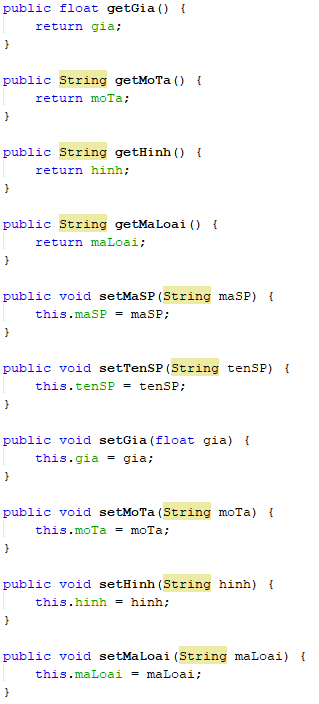 public float getGia() {
    return gia;
}

public String getMoTa() {
    return moTa;
}

public String getHinh() {
    return hinh;
}

public String getMaLoai() {
    return maLoai;
}

public void setMaSP(String maSP) {
    this.maSP = maSP;
}

public void setTenSP(String tenSP) {
    this.tenSP = tenSP;
}

public void setGia(float gia) {
    this.gia = gia;
}

public void setMoTa(String moTa) {
    this.moTa = moTa;
}

public void setHinh(String hinh) {
    this.hinh = hinh;
}

public void setMaLoai(String maLoai) {
    this.maLoai = maLoai;
}